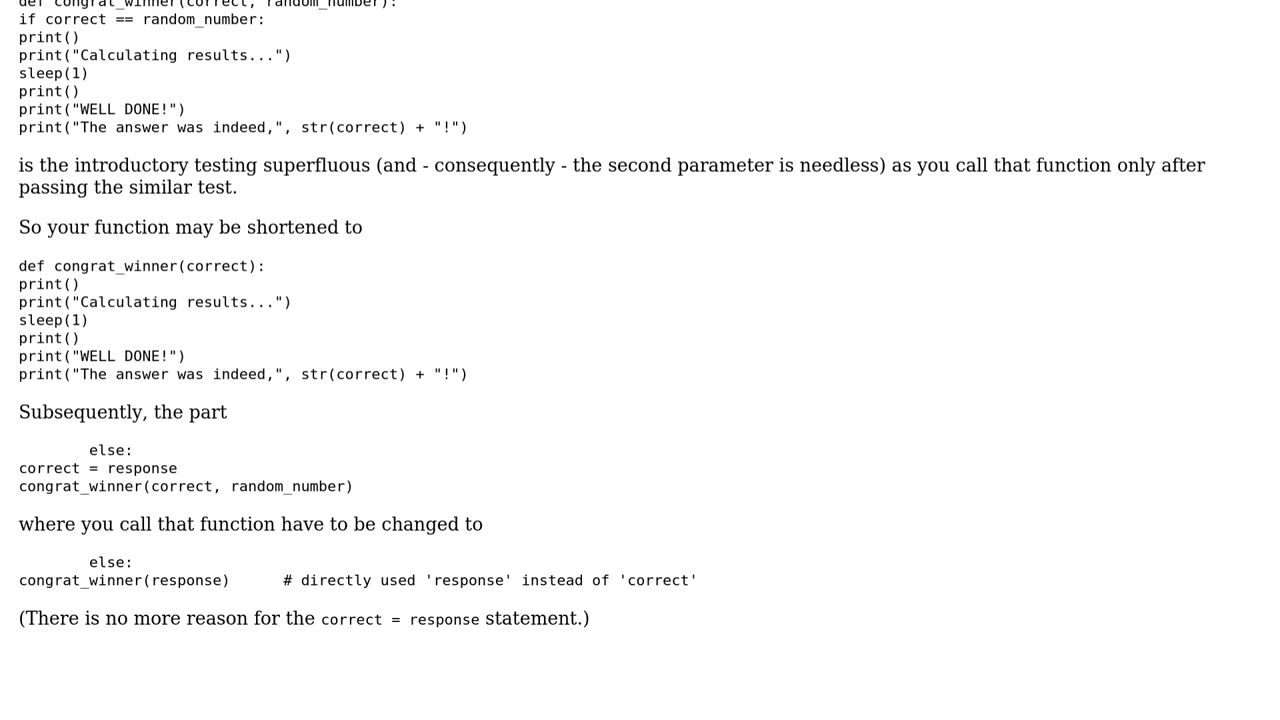 def congrat_winner(correct, random_number):
if correct == random_number:
print()
print("Calculating results...")
sleep(1)
print()
print("WELL DONE!")
print("The answer was indeed,", str(correct) + "!")
is the introductory testing superfluous (and - consequently - the second parameter is needless) as you call that function only after
passing the similar test.
So your function may be shortened to
def congrat_winner(correct):
print()
print("Calculating results...")
sleep(1)
print()
print("WELL DONE!")
print("The answer was indeed,", str(correct) + "!")
Subsequently, the part
        else:
correct = response
congrat_winner(correct, random_number)
where you call that function have to be changed to
        else:
congrat_winner(response)      # directly used 'response' instead of 'correct'
(There is no more reason for the correct = response statement.)